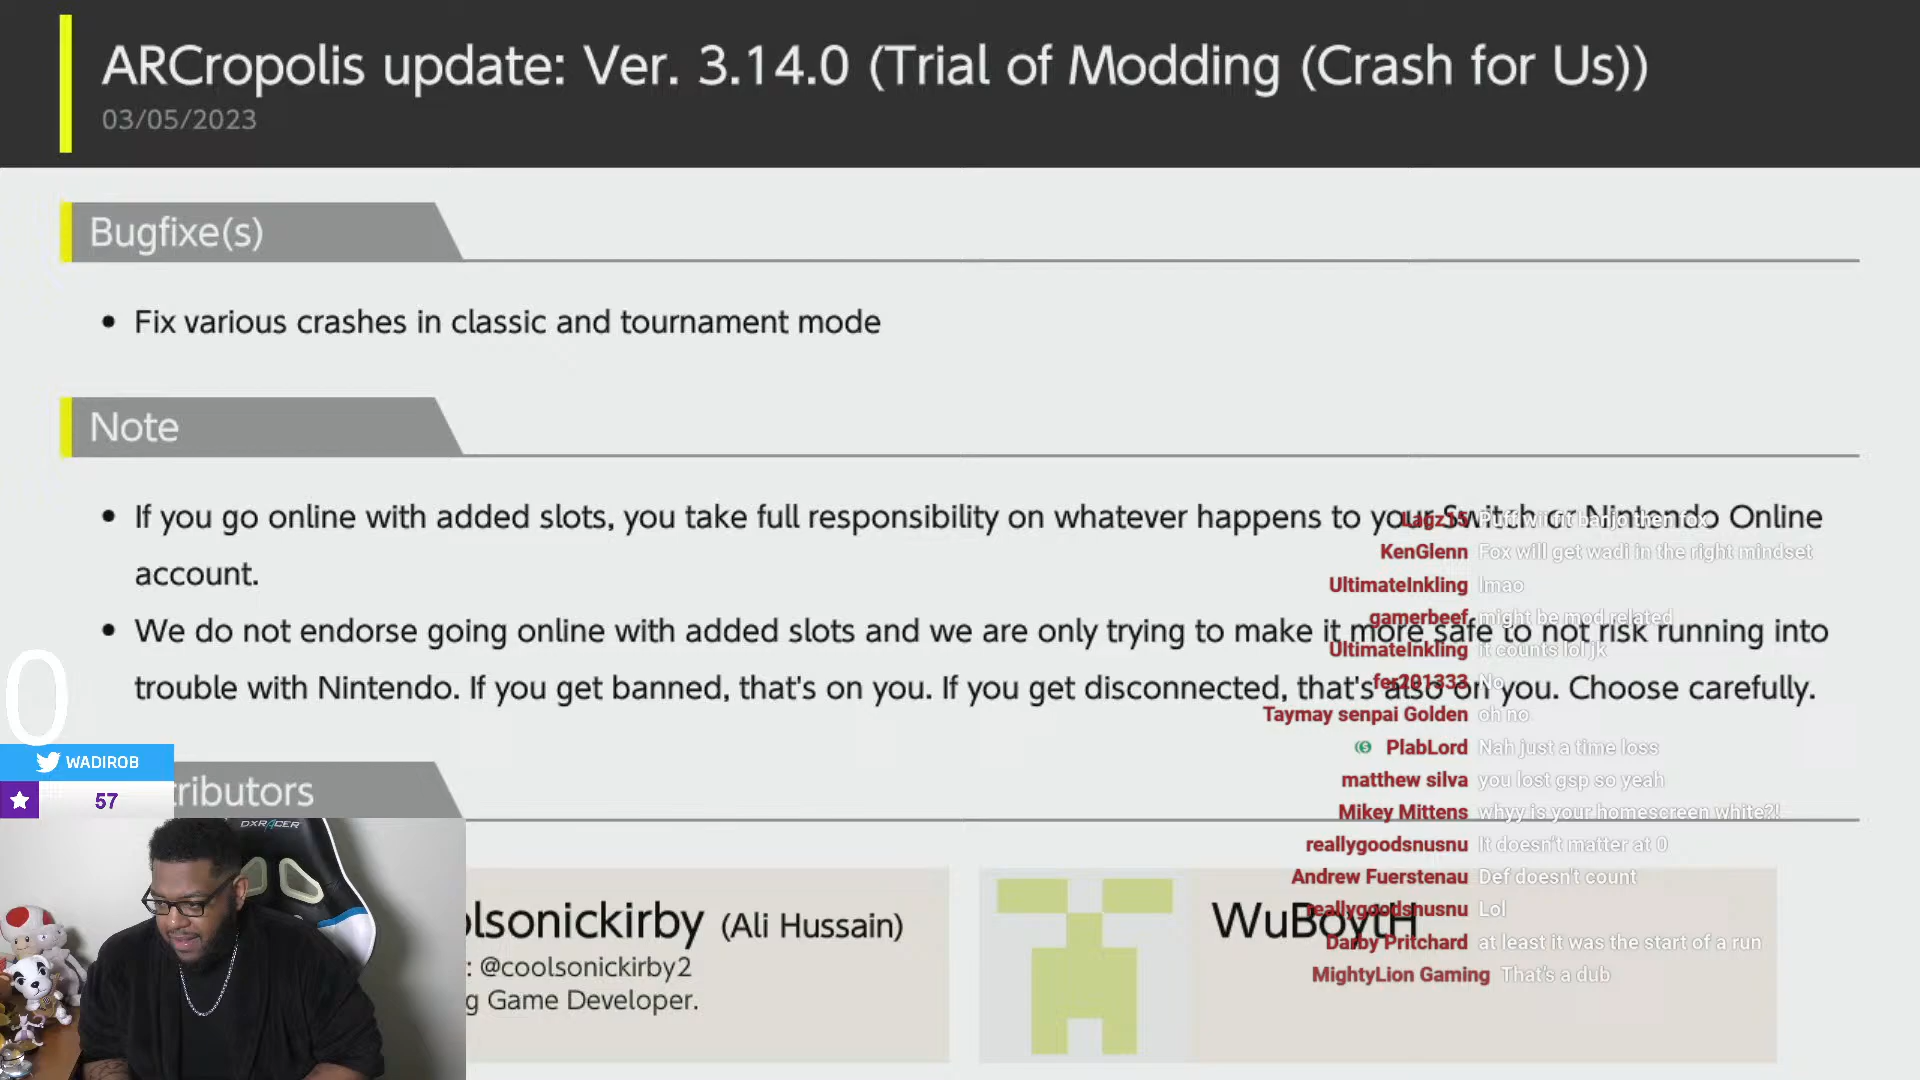 ARCropolis update: Ver. 3.14.0 (Trial of Modding (Crash for Us))
03/05/2023
Bugfixe(s)
• Fix various crashes in classic and tournament mode
Note
• If you go online with added slots, you take full responsibility on whatever happens to your Switch or Nintendo Online
account.
• We do not endorse going online with added slots and we are only trying to make it more safe to not risk running into
trouble with Nintendo. If you get banned, that's on you. If you get disconnected, that's also on you. Choose carefully.
tributors
olsonickirby (Ali Hussain)
: @coolsonickirby2
g Game Developer.
WuBoytH
0
WADIROB
57
DXRACER
Lagz15 Puff wii fit banjo then fox
KenGlenn Fox will get wadi in the right mindset
UltimateInkling lmao
gamerbeef might be mod related
UltimateInkling it counts lol jk
fer201333 No
Taymay senpai Golden oh no
PlabLord Nah just a time loss
matthew silva you lost gsp so yeah
Mikey Mittens whyy is your homescreen white?!
reallygoodsnusnu It doesn't matter at 0
Andrew Fuerstenau Def doesn't count
reallygoodsnusnu Lol
Darby Pritchard at least it was the start of a run
MightyLion Gaming That's a dub